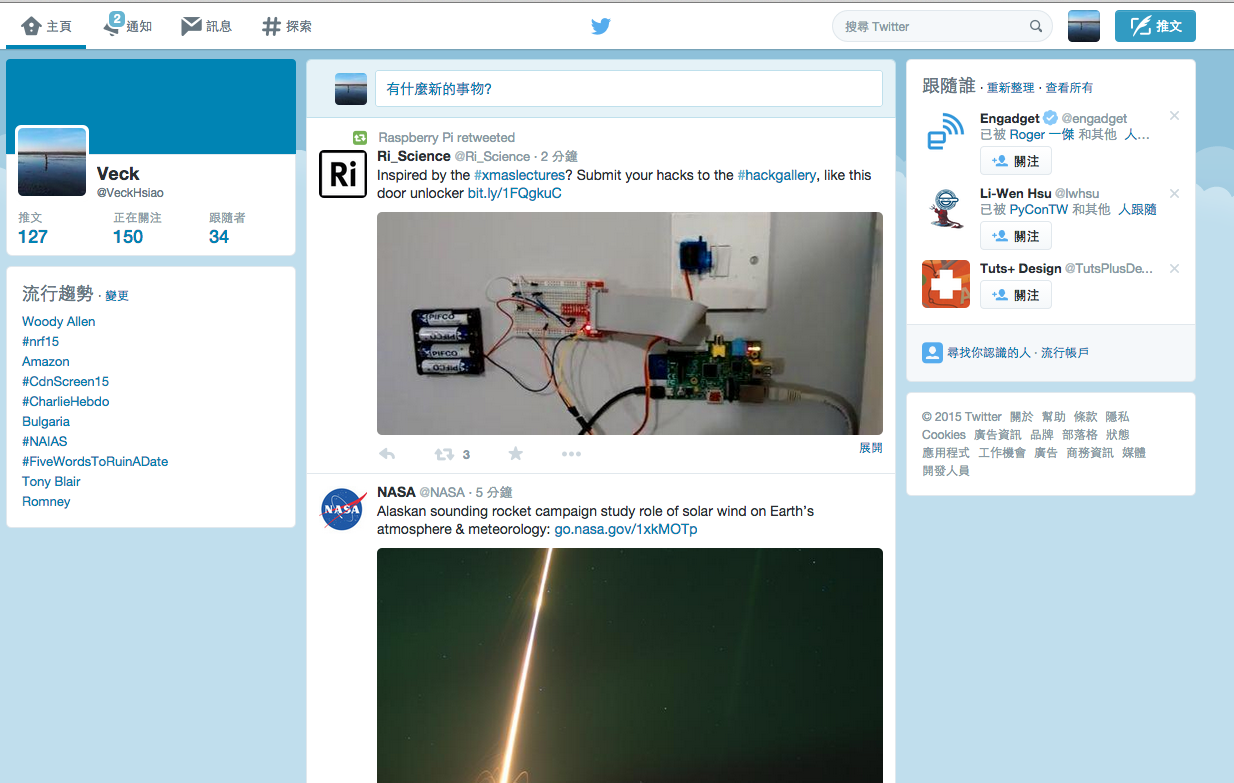 主頁
2
通知
訊息
探索
搜尋 Twitter
推文
Veck
@VeckHsiao
推文 正在關注 跟隨者
127 150 34
流行趨勢 · 變更
Woody Allen
#nrf15
Amazon
#CdnScreen15
#CharlieHebdo
Bulgaria
#NAIAS
#FiveWordsToRuinADate
Tony Blair
Romney
有什麼新的事物?
Raspberry Pi retweeted
Ri
Ri_Science @Ri_Science · 2 分鐘
Inspired by the #xmaslectures? Submit your hacks to the #hackgallery, like this
door unlocker bit.ly/1FQgkuC
PIFCO
PIFCO
PIFCO
PIFCO
3
展開
NASA
NASA @NASA · 5 分鐘
Alaskan sounding rocket campaign study role of solar wind on Earth's
atmosphere & meteorology: go.nasa.gov/1xkMOTp
跟隨誰 · 重新整理 · 查看所有
Engadget @engadget
已被 Roger 一傑 和其他 人...
關注
Li-Wen Hsu @lwhsu
已被 PyConTW 和其他 人跟隨
關注
Tuts+ Design @TutsPlusDe...
關注
尋找你認識的人 · 流行帳戶
© 2015 Twitter 關於 幫助 條款 隱私
Cookies 廣告資訊 品牌 部落格 狀態
應用程式 工作機會 廣告 商務資訊 媒體
開發人員